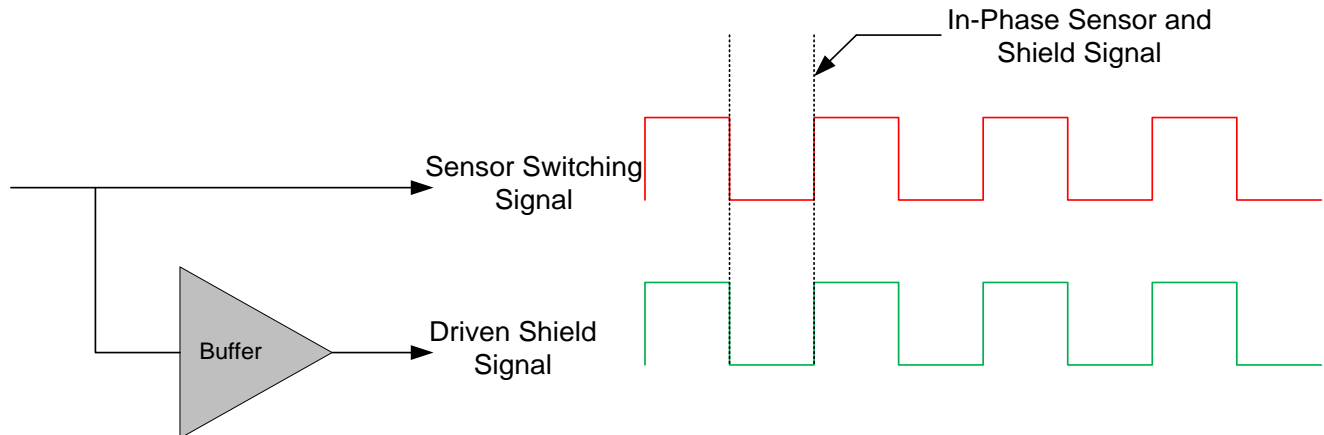 In-Phase Sensor and
Shield Signal
Sensor Switching
Signal
Buffer
Driven Shield
Signal